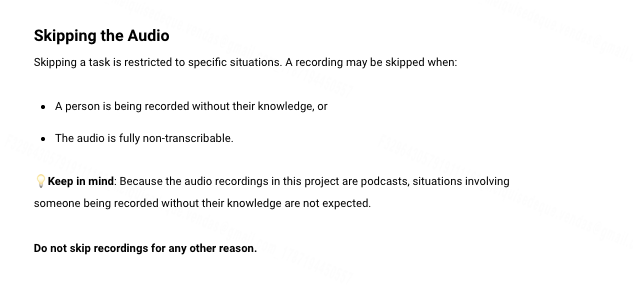 Skipping the Audio
Skipping a task is restricted to specific situations. A recording may be skipped when:
• A person is being recorded without their knowledge, or
• The audio is fully non-transcribable.
💡Keep in mind: Because the audio recordings in this project are podcasts, situations involving
someone being recorded without their knowledge are not expected.
Do not skip recordings for any other reason.